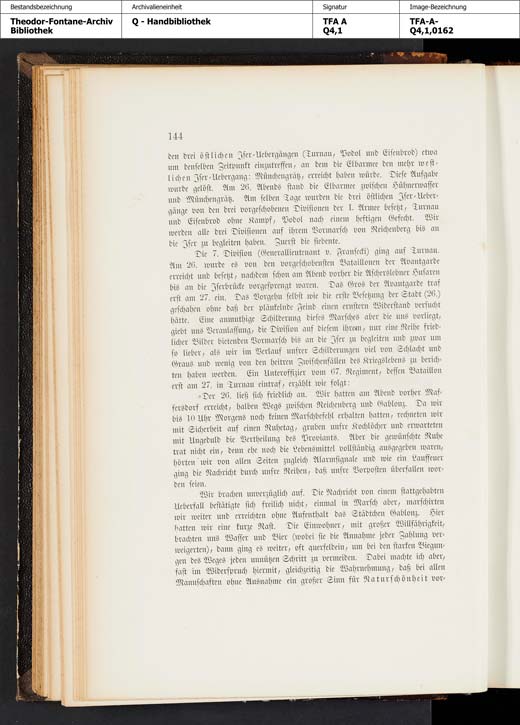 Bestandsbezeichnung Archivalieneinheit Signatur Image-Bezeichnung
Theodor-Fontane-Archiv Q - Handbibliothek TFA A TFA-A-
Bibliothek Q4,1 Q4,1,0162
144
den drei östlichen Iser-Uebergängen (Turnau, Podol und Eisenbrod) etwa
um denselben Zeitpunkt einzutreffen, an dem die Elbarmee den mehr west-
lichen Iser-Uebergang: Münchengrätz, erreicht haben würde. Diese Aufgabe
wurde gelöst. Am 26. Abends stand die Elbarmee zwischen Hühnerwasser
und Münchengrätz. Am selben Tage wurden die drei östlichen Iser-Ueber-
gänge von den drei vorgeschobenen Divisionen der I. Armee besetzt, Turnau
und Eisenbrod ohne Kampf, Podol nach einem heftigen Gefecht. Wir
werden alle drei Divisionen auf ihrem Vormarsch von Reichenberg bis an
die Iser zu begleiten haben. Zuerst die siebente.
Die 7. Division (Generallieutenant v. Fransecki) ging auf Turnau.
Am 26. wurde es von den vorgeschobensten Bataillonen der Avantgarde
erreicht und besetzt, nachdem schon am Abend vorher die Aschersleber Husaren
bis an die Iserbrücke vorgesprengt waren. Das Gros der Avantgarde traf
erst am 27. ein. Das Vorgehn selbst wie die erste Besetzung der Stadt (26.)
geschahen ohne daß der plänkelnde Feind einen ernstern Widerstand versucht
hätte. Eine anmuthige Schilderung dieses Marsches aber die uns vorliegt,
giebt uns Veranlassung, die Division auf diesem ihrem, nur eine Reihe fried-
licher Bilder bietenden Vormarsch bis an die Iser zu begleiten und zwar um
so lieber, als wir im Verlauf unsrer Schilderungen viel von Schlacht und
Graus und wenig von den heitren Zwischenfällen des Kriegslebens zu berich-
ten haben werden. Ein Unteroffizier vom 67. Regiment, dessen Bataillon
erst am 27. in Turnau eintraf, erzählt wie folgt:
»Der 26. ließ sich friedlich an. Wir hatten am Abend vorher Maf-
fersdorf erreicht, halben Wegs zwischen Reichenberg und Gablonz. Da wir
bis 10 Uhr Morgens noch keinen Marschbefehl erhalten hatten, rechneten wir
mit Sicherheit auf einen Ruhetag, gruben unsre Kochlöcher und erwarteten
mit Ungeduld die Vertheilung des Proviants. Aber die gewünschte Ruhe
trat nicht ein, denn ehe noch die Lebensmittel vollständig ausgegeben waren,
hörten wir von allen Seiten zugleich Alarmsignale und wie ein Lauffeuer
ging die Nachricht durch unsre Reihen, daß unsre Vorposten überfallen wor-
den seien.
Wir brachen unverzüglich auf. Die Nachricht von einem stattgehabten
Ueberfall bestätigte sich freilich nicht, einmal in Marsch aber, marschirten
wir weiter und erreichten ohne Aufenthalt das Städtchen Gablonz. Hier
hatten wir eine kurze Rast. Die Einwohner, mit großer Willfährigkeit,
brachten uns Wasser und Bier (wobei sie die Annahme jeder Zahlung ver-
weigerten), dann ging es weiter, oft querfeldein, um bei den starken Biegun-
gen des Weges jeden unnützen Schritt zu vermeiden. Dabei machte ich aber,
fast im Widerspruch hiermit, gleichzeitig die Wahrnehmung, daß bei allen
Mannschaften ohne Ausnahme ein großer Sinn für Naturschönheit vor-